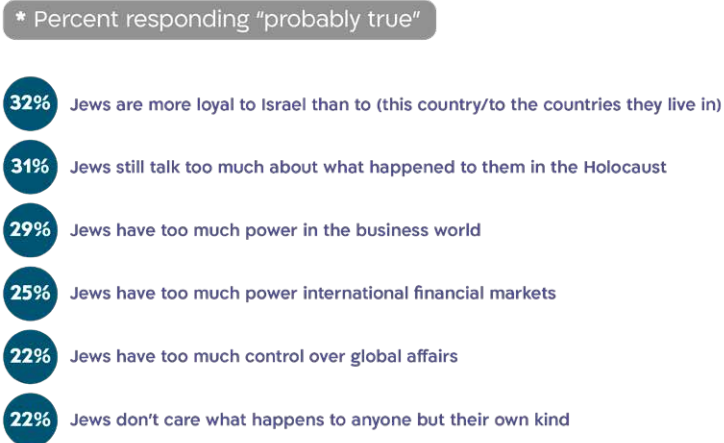 * Percent responding “probably true”
32% Jews are more loyal to Israel than to (this country/to the countries they live in)
31% Jews still talk too much about what happened to them in the Holocaust
29% Jews have too much power in the business world
25% Jews have too much power international financial markets
22% Jews have too much control over global affairs
22% Jews don’t care what happens to anyone but their own kind